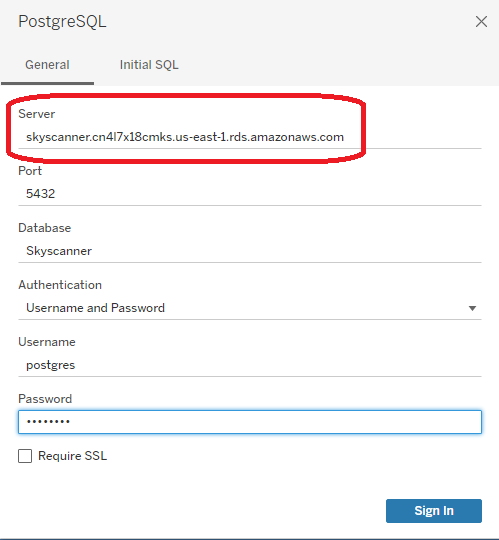 PostgreSQL
General Initial SQL
Server
skyscanner.cn4l7x18cmks.us-east-1.rds.amazonaws.com
Port
5432
Database
Skyscanner
Authentication
Username and Password
Username
postgres
Password
••••••••
Require SSL
Sign In